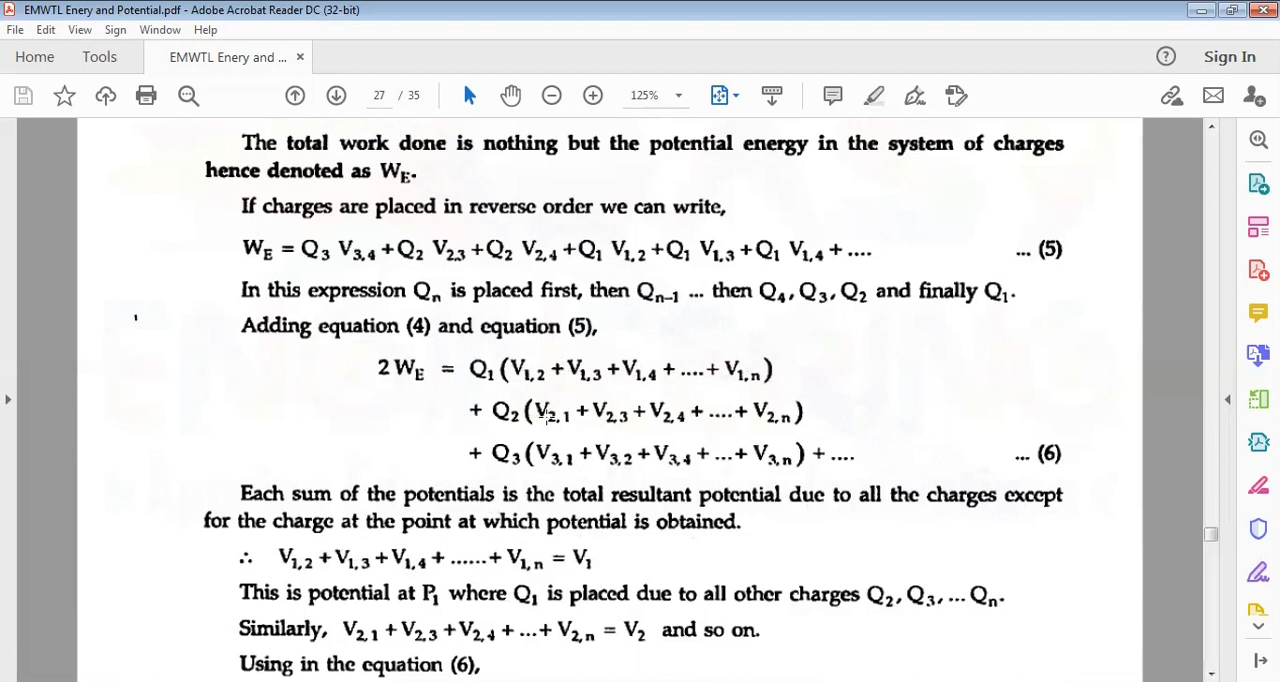 EMWTL Enery and Potential.pdf - Adobe Acrobat Reader DC (32-bit)
File Edit View Sign Window Help
Home Tools EMWTL Enery and ... × Sign In
27 / 35 125%
The total work done is nothing but the potential energy in the system of charges
hence denoted as W_E.
If charges are placed in reverse order we can write,
W_E = Q_3 V_3,4 + Q_2 V_2,3 + Q_2 V_2,4 + Q_1 V_1,2 + Q_1 V_1,3 + Q_1 V_1,4 + .... ... (5)
In this expression Q_n is placed first, then Q_n–1 ... then Q_4, Q_3, Q_2 and finally Q_1.
Adding equation (4) and equation (5),
2 W_E = Q_1 (V_1,2 + V_1,3 + V_1,4 + .... + V_1,n)
+ Q_2 (V_2,1 + V_2,3 + V_2,4 + .... + V_2,n)
+ Q_3 (V_3,1 + V_3,2 + V_3,4 + ... + V_3,n) + .... ... (6)
Each sum of the potentials is the total resultant potential due to all the charges except
for the charge at the point at which potential is obtained.
∴ V_1,2 + V_1,3 + V_1,4 + ...... + V_1,n = V_1
This is potential at P_1 where Q_1 is placed due to all other charges Q_2, Q_3, ... Q_n.
Similarly, V_2,1 + V_2,3 + V_2,4 + ... + V_2,n = V_2 and so on.
Using in the equation (6),